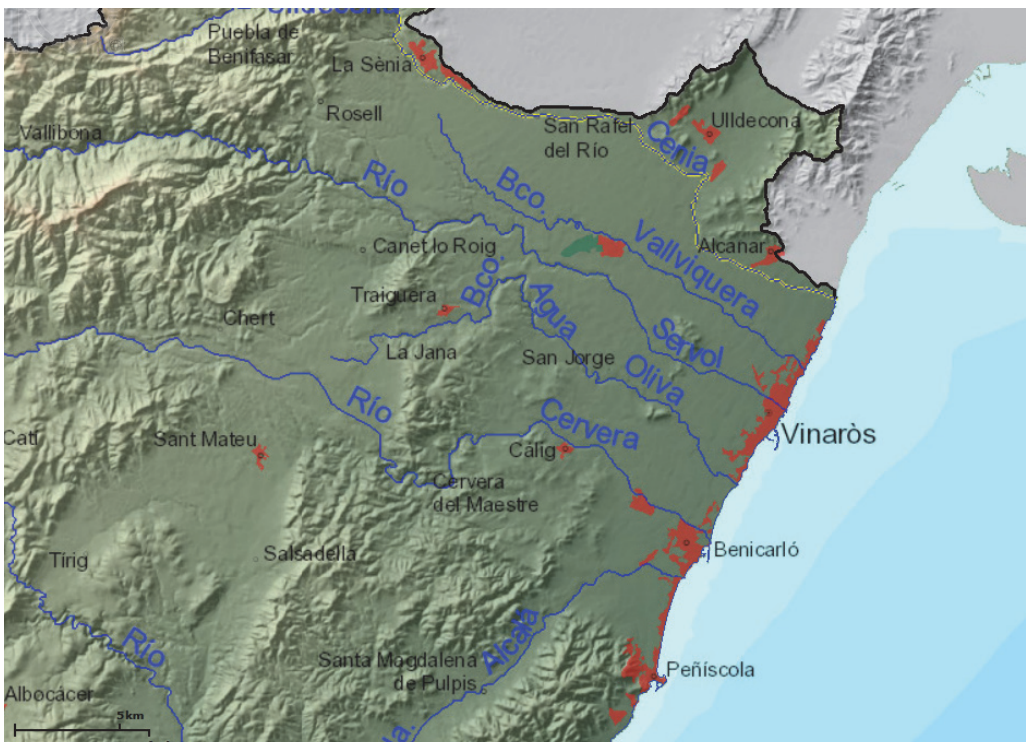 Puebla de
Benifasar
La Sènia
Rosell
Vallibona
San Rafel
del Río
Cenia
Ulldecona
Río
Bco.
Vallviquera
Canet lo Roig
Alcanar
Bco.
Traiguera
Agua
Oliva
Servol
Chert
La Jana
San Jorge
Río
Cervera
Vinaròs
Catí
Sant Mateu
Càlig
Cervera
del Maestre
Tírig
Salsadella
Benicarló
Río
Alcalá
Santa Magdalena
de Pulpis
Peñíscola
Albocácer
5km